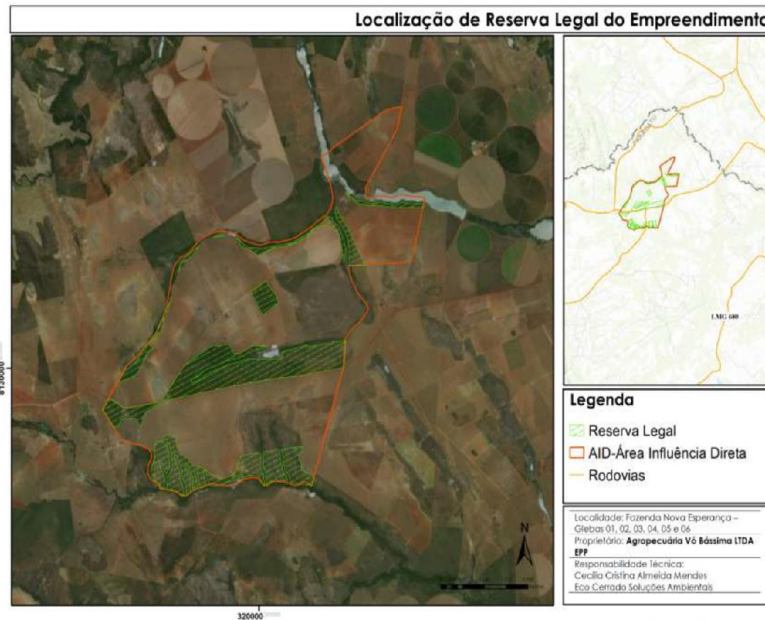 Localização de Reserva Legal do Empreendimento
LMG 680
Legenda
Reserva Legal
AID-Área Influência Direta
Rodovias
Localidade: Fazenda Nova Esperança –
Glebas 01, 02, 03, 04, 05 e 06
Proprietário: Agropecuária Vó Bássima LTDA
EPP
Responsabilidade Técnica:
Cecília Cristina Almeida Mendes
Eco Cerrado Soluções Ambientais
N
320000